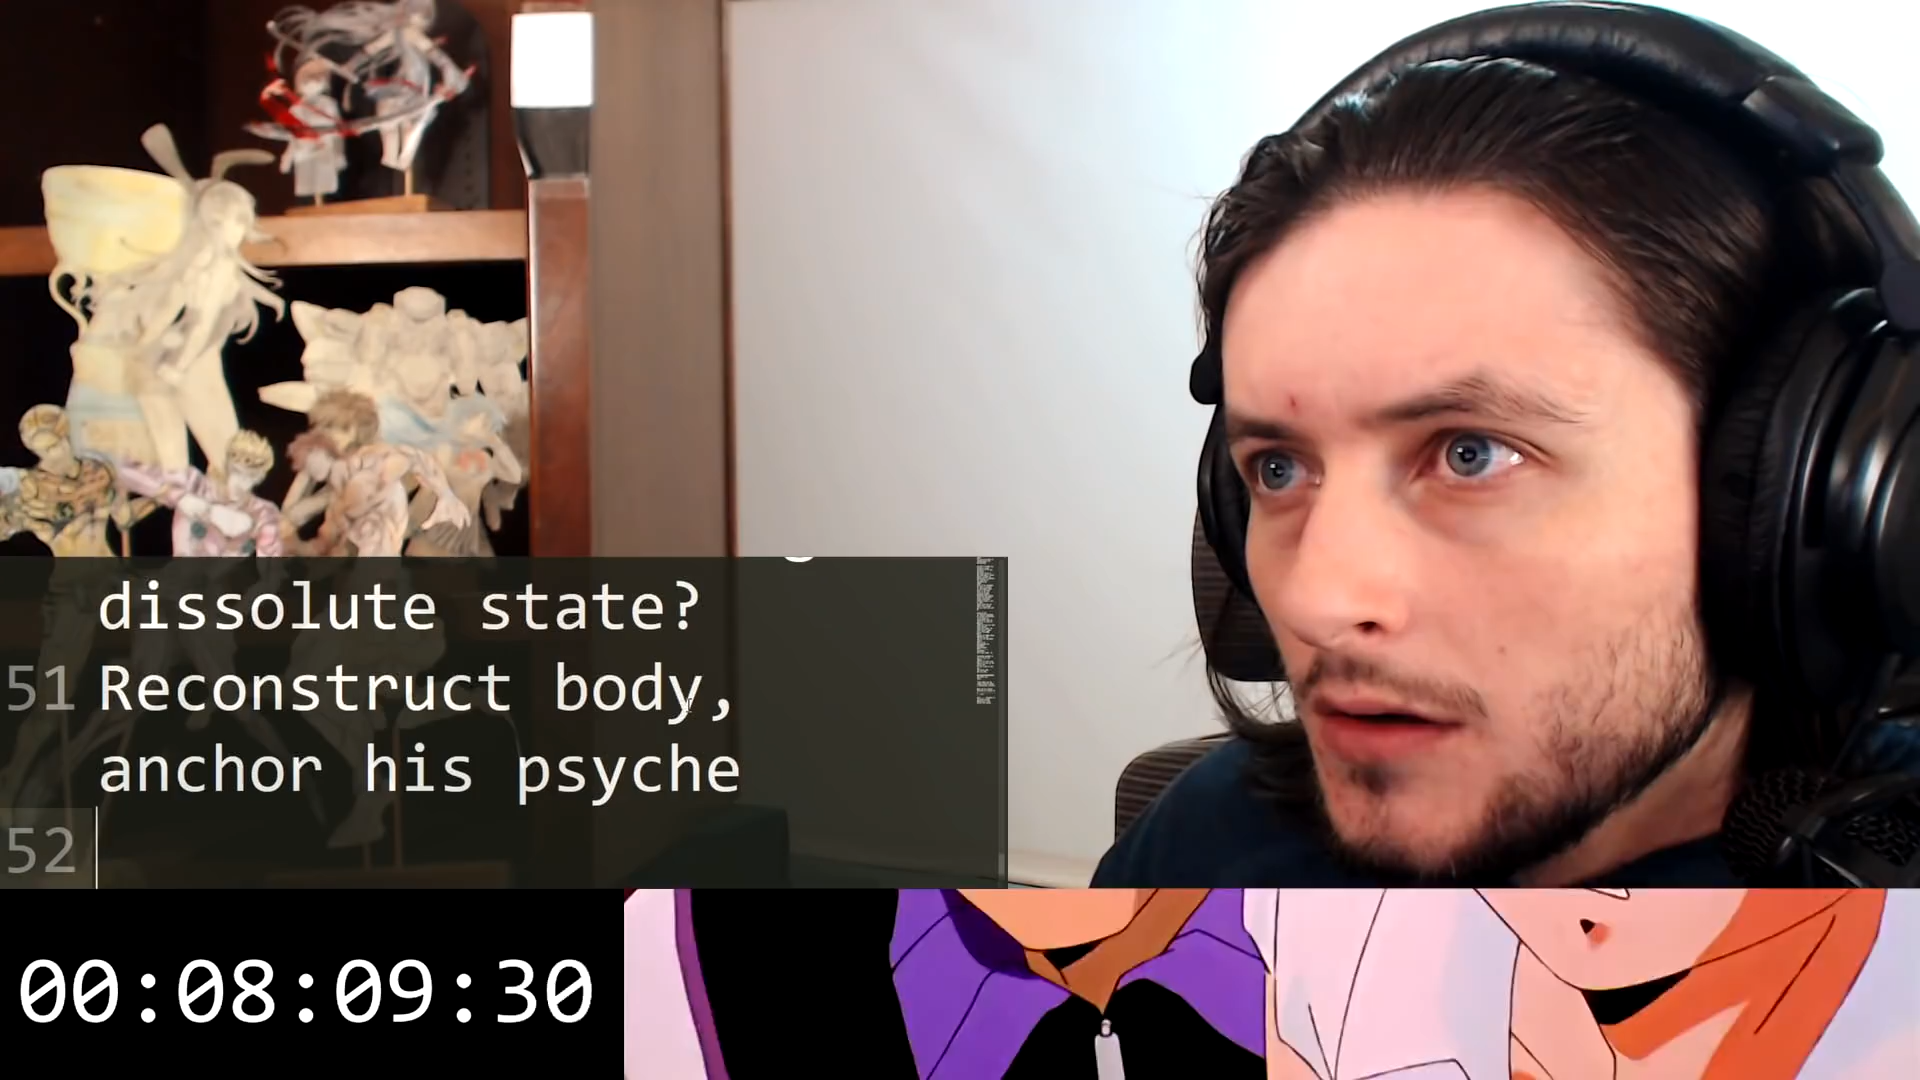 dissolute state?
51 Reconstruct body,
anchor his psyche
52
00:08:09:30